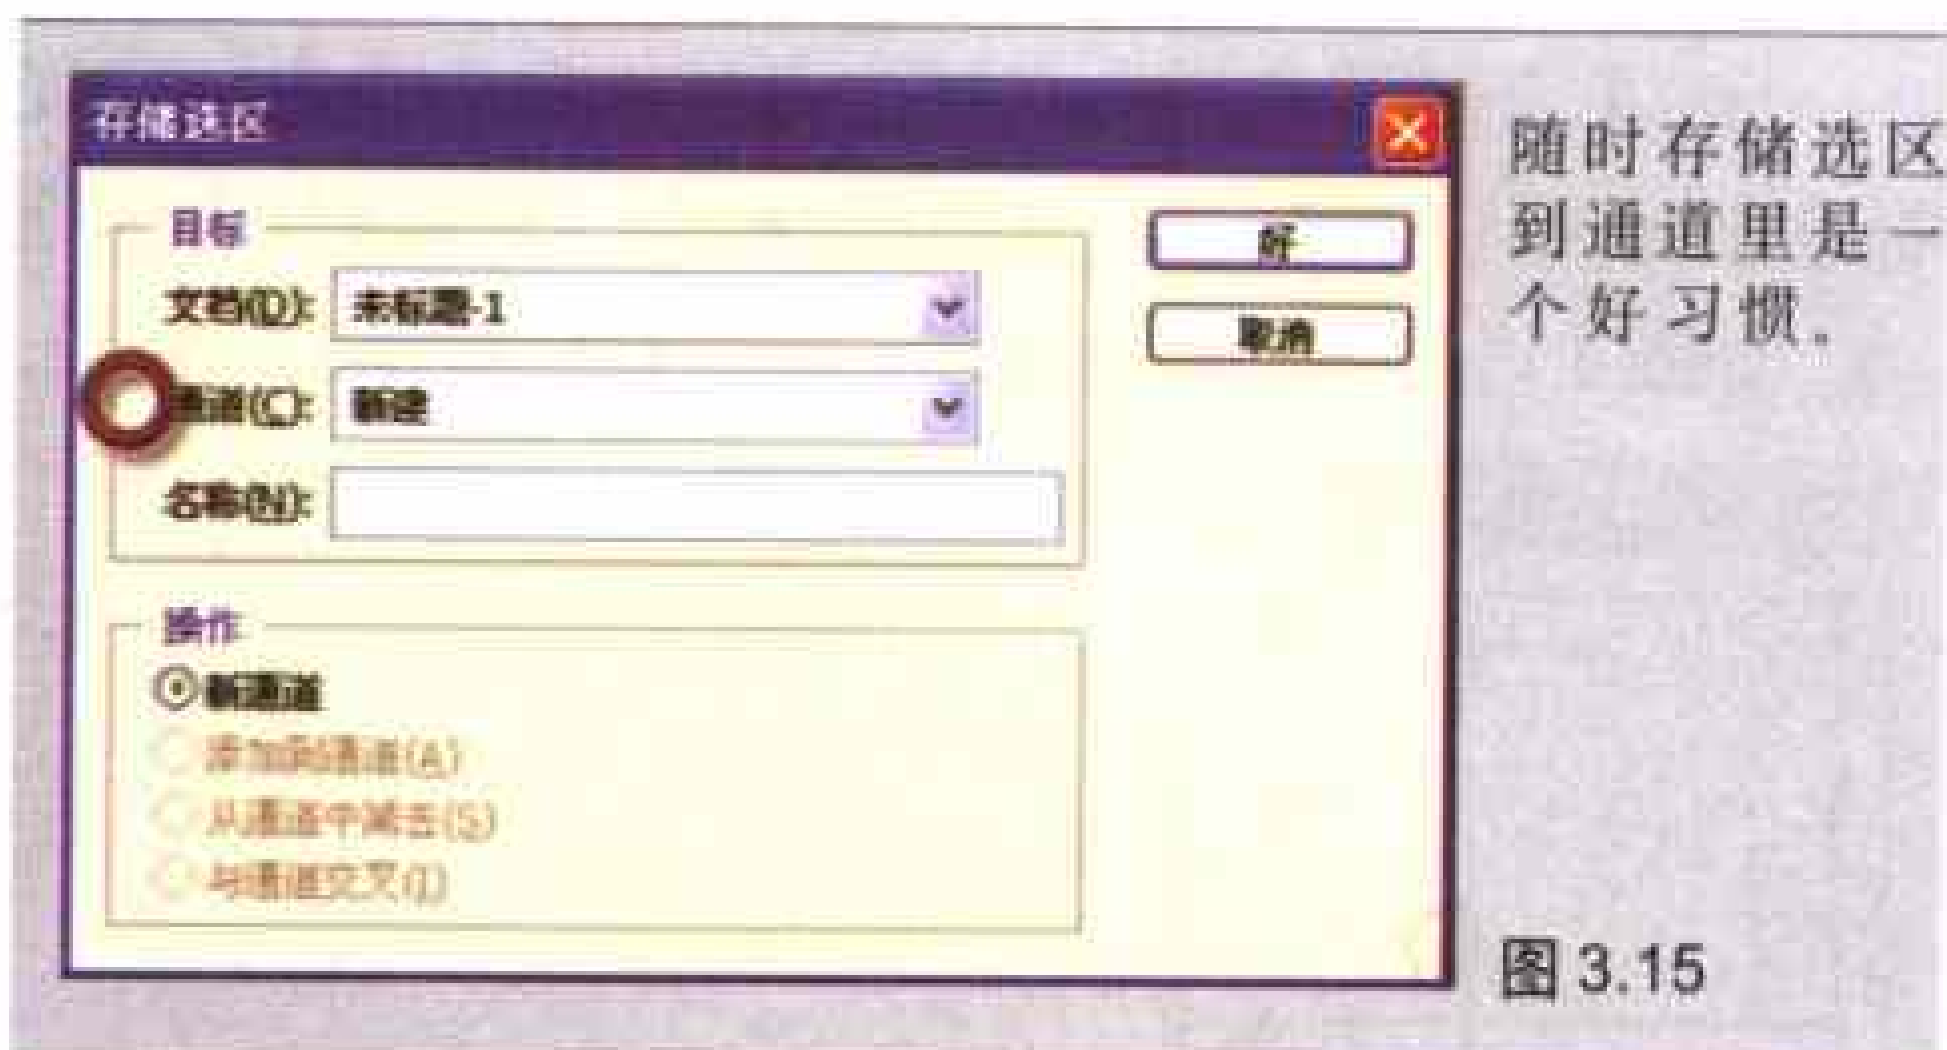 存储选区
目标
文档(D): 未标题-1
通道(C): 新建
名称(N):
操作
新通道
添加到通道(A)
从通道中减去(S)
与通道交叉(I)
好
取消
随时存储选区
到通道里是一
个好习惯。
图 3.15